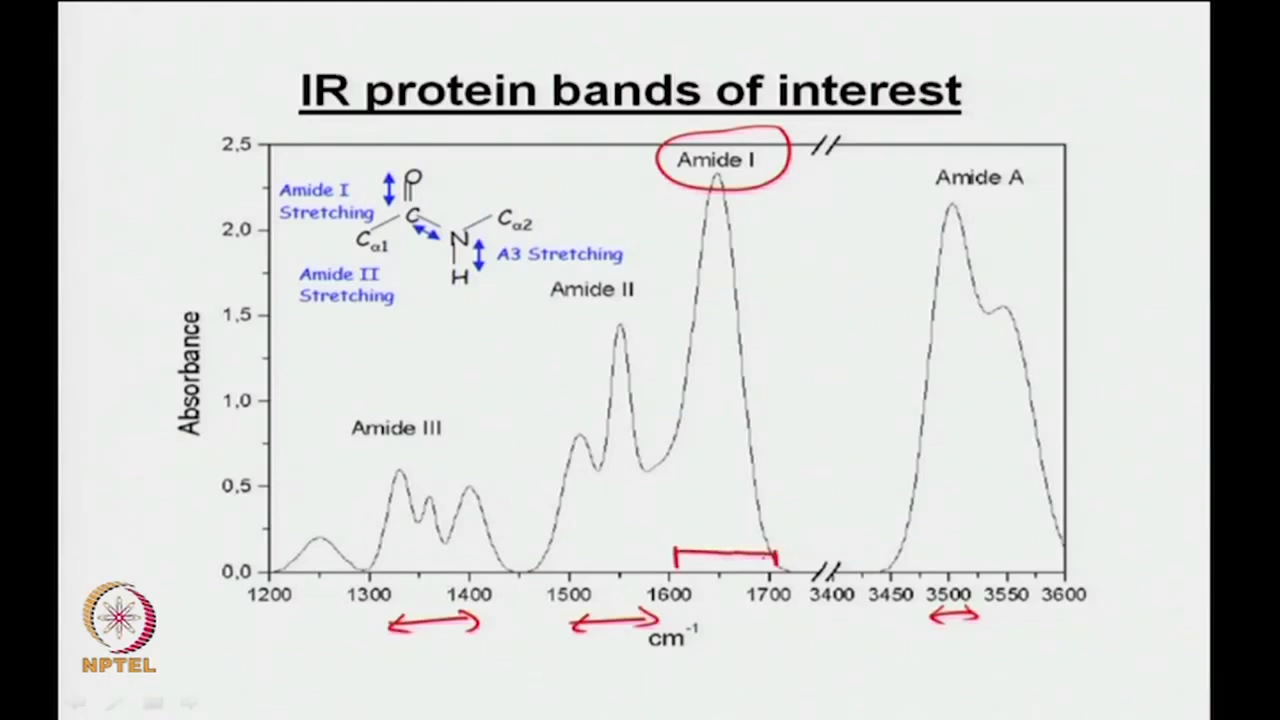 IR protein bands of interest
2,5
2,0
1,5
1,0
0,5
0,0
Absorbance
Amide I
Stretching
O
C
Cα1
N
H
Cα2
A3 Stretching
Amide II
Stretching
Amide III
Amide II
Amide I
Amide A
1200 1300 1400 1500 1600 1700 3400 3450 3500 3550 3600
cm⁻¹
NPTEL